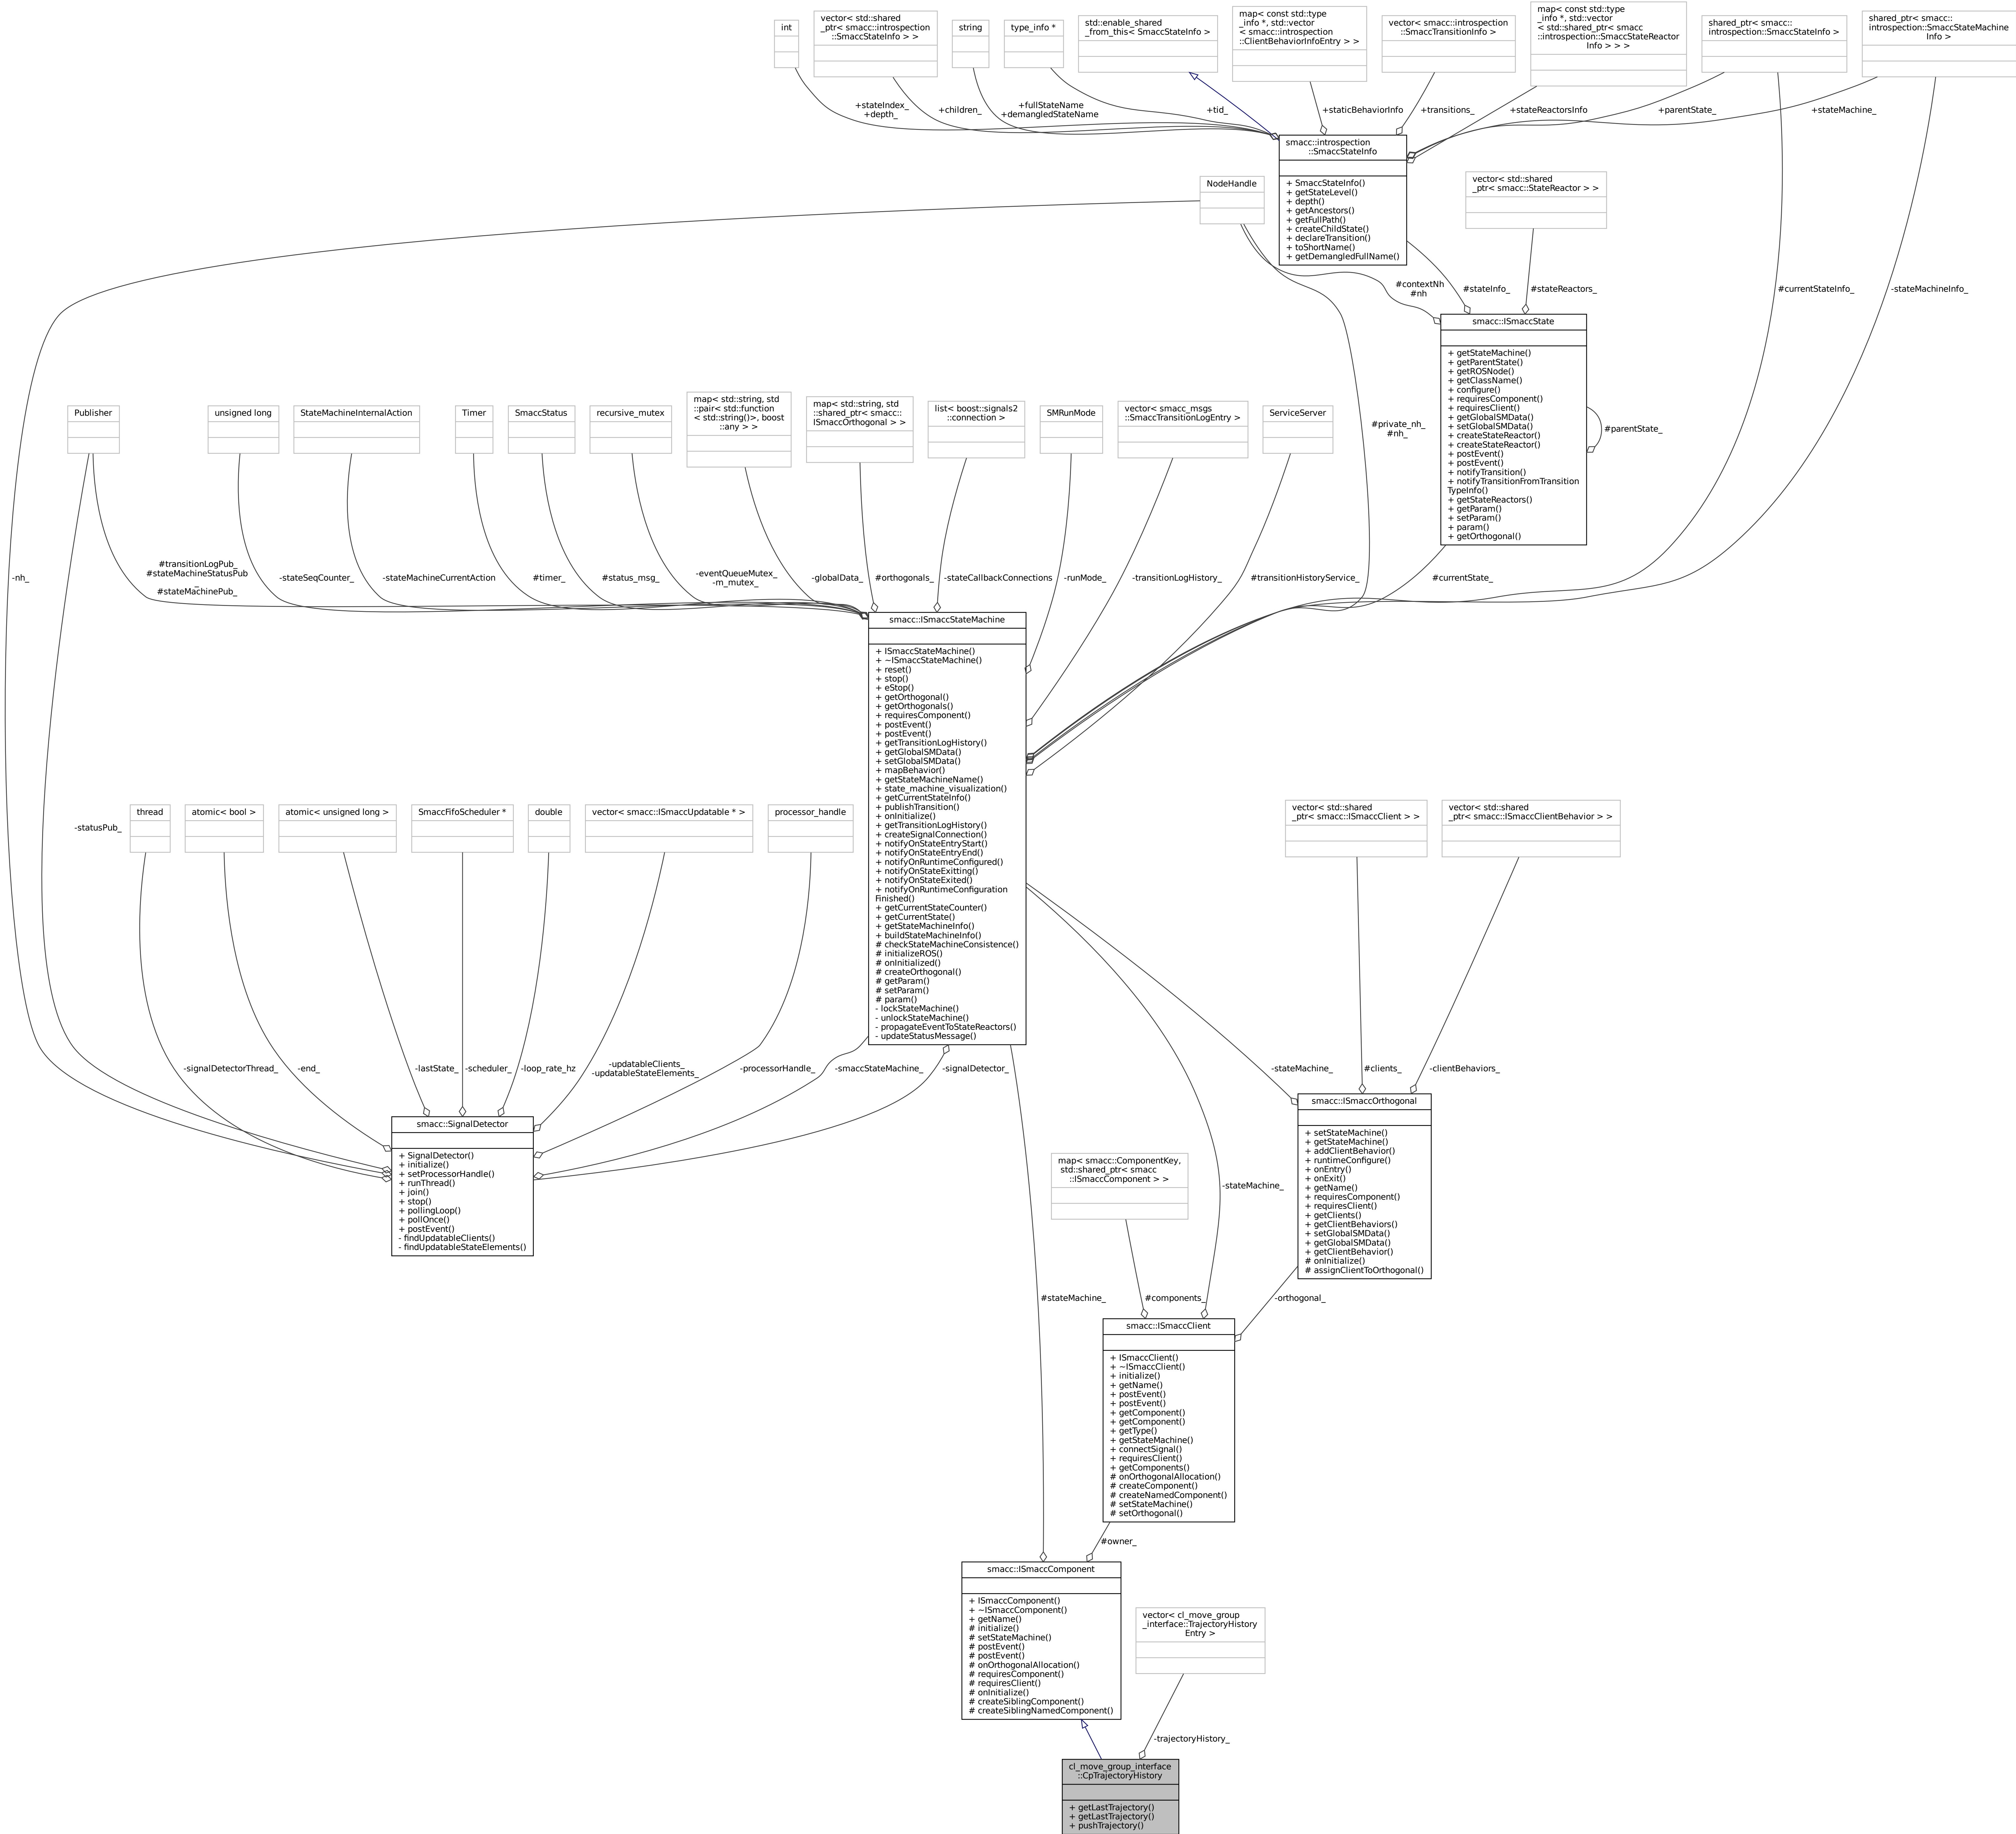 int
vector< std::shared
_ptr< smacc::introspection
::SmaccStateInfo > >
string
type_info *
std::enable_shared
_from_this< SmaccStateInfo >
map< const std::type
_info *, std::vector
< smacc::introspection
::ClientBehaviorInfoEntry > >
vector< smacc::introspection
::SmaccTransitionInfo >
map< const std::type
_info *, std::vector
< std::shared_ptr< smacc
::introspection::SmaccStateReactor
Info > > >
shared_ptr< smacc::
introspection::SmaccStateInfo >
shared_ptr< smacc::
introspection::SmaccStateMachine
Info >
+stateIndex_
+depth_
+children_
+fullStateName
+demangledStateName
+tid_
+staticBehaviorInfo
+transitions_
+stateReactorsInfo
+parentState_
+stateMachine_
smacc::introspection
::SmaccStateInfo
+ SmaccStateInfo()
+ getStateLevel()
+ depth()
+ getAncestors()
+ getFullPath()
+ createChildState()
+ declareTransition()
+ toShortName()
+ getDemangledFullName()
NodeHandle
vector< std::shared
_ptr< smacc::StateReactor > >
#contextNh
#nh
#stateInfo_
#stateReactors_
#currentStateInfo_
-stateMachineInfo_
smacc::ISmaccState
+ getStateMachine()
+ getParentState()
+ getROSNode()
+ getClassName()
+ configure()
+ requiresComponent()
+ requiresClient()
+ getGlobalSMData()
+ setGlobalSMData()
+ createStateReactor()
+ createStateReactor()
+ postEvent()
+ postEvent()
+ notifyTransition()
+ notifyTransitionFromTransition
TypeInfo()
+ getStateReactors()
+ getParam()
+ setParam()
+ param()
+ getOrthogonal()
#parentState_
Publisher
unsigned long
StateMachineInternalAction
Timer
SmaccStatus
recursive_mutex
map< std::string, std
::pair< std::function
< std::string()>, boost
::any > >
map< std::string, std
::shared_ptr< smacc::
ISmaccOrthogonal > >
list< boost::signals2
::connection >
SMRunMode
vector< smacc_msgs
::SmaccTransitionLogEntry >
ServiceServer
#private_nh_
#nh_
-nh_
#transitionLogPub_
#stateMachineStatusPub
_
#stateMachinePub_
-stateSeqCounter_
-stateMachineCurrentAction
#timer_
#status_msg_
-eventQueueMutex_
-m_mutex_
-globalData_
#orthogonals_
-stateCallbackConnections
-runMode_
-transitionLogHistory_
#transitionHistoryService_
#currentState_
smacc::ISmaccStateMachine
+ ISmaccStateMachine()
+ ~ISmaccStateMachine()
+ reset()
+ stop()
+ eStop()
+ getOrthogonal()
+ getOrthogonals()
+ requiresComponent()
+ postEvent()
+ postEvent()
+ getTransitionLogHistory()
+ getGlobalSMData()
+ setGlobalSMData()
+ mapBehavior()
+ getStateMachineName()
+ state_machine_visualization()
+ getCurrentStateInfo()
+ publishTransition()
+ onInitialize()
+ getTransitionLogHistory()
+ createSignalConnection()
+ notifyOnStateEntryStart()
+ notifyOnStateEntryEnd()
+ notifyOnRuntimeConfigured()
+ notifyOnStateExitting()
+ notifyOnStateExited()
+ notifyOnRuntimeConfiguration
Finished()
+ getCurrentStateCounter()
+ getCurrentState()
+ getStateMachineInfo()
+ buildStateMachineInfo()
# checkStateMachineConsistence()
# initializeROS()
# onInitialized()
# createOrthogonal()
# getParam()
# setParam()
# param()
- lockStateMachine()
- unlockStateMachine()
- propagateEventToStateReactors()
- updateStatusMessage()
-statusPub_
thread
atomic< bool >
atomic< unsigned long >
SmaccFifoScheduler *
double
vector< smacc::ISmaccUpdatable * >
processor_handle
vector< std::shared
_ptr< smacc::ISmaccClient > >
vector< std::shared
_ptr< smacc::ISmaccClientBehavior > >
-signalDetectorThread_
-end_
-lastState_
-scheduler_
-loop_rate_hz
-updatableClients_
-updatableStateElements_
-processorHandle_
-smaccStateMachine_
-signalDetector_
-stateMachine_
#clients_
-clientBehaviors_
smacc::SignalDetector
+ SignalDetector()
+ initialize()
+ setProcessorHandle()
+ runThread()
+ join()
+ stop()
+ pollingLoop()
+ pollOnce()
+ postEvent()
- findUpdatableClients()
- findUpdatableStateElements()
smacc::ISmaccOrthogonal
+ setStateMachine()
+ getStateMachine()
+ addClientBehavior()
+ runtimeConfigure()
+ onEntry()
+ onExit()
+ getName()
+ requiresComponent()
+ requiresClient()
+ getClients()
+ getClientBehaviors()
+ setGlobalSMData()
+ getGlobalSMData()
+ getClientBehavior()
# onInitialize()
# assignClientToOrthogonal()
map< smacc::ComponentKey,
std::shared_ptr< smacc
::ISmaccComponent > >
-stateMachine_
#stateMachine_
#components_
-orthogonal_
smacc::ISmaccClient
+ ISmaccClient()
+ ~ISmaccClient()
+ initialize()
+ getName()
+ postEvent()
+ postEvent()
+ getComponent()
+ getComponent()
+ getType()
+ getStateMachine()
+ connectSignal()
+ requiresClient()
+ getComponents()
# onOrthogonalAllocation()
# createComponent()
# createNamedComponent()
# setStateMachine()
# setOrthogonal()
#owner_
smacc::ISmaccComponent
+ ISmaccComponent()
+ ~ISmaccComponent()
+ getName()
# initialize()
# setStateMachine()
# postEvent()
# postEvent()
# onOrthogonalAllocation()
# requiresComponent()
# requiresClient()
# onInitialize()
# createSiblingComponent()
# createSiblingNamedComponent()
vector< cl_move_group
_interface::TrajectoryHistory
Entry >
-trajectoryHistory_
cl_move_group_interface
::CpTrajectoryHistory
+ getLastTrajectory()
+ getLastTrajectory()
+ pushTrajectory()